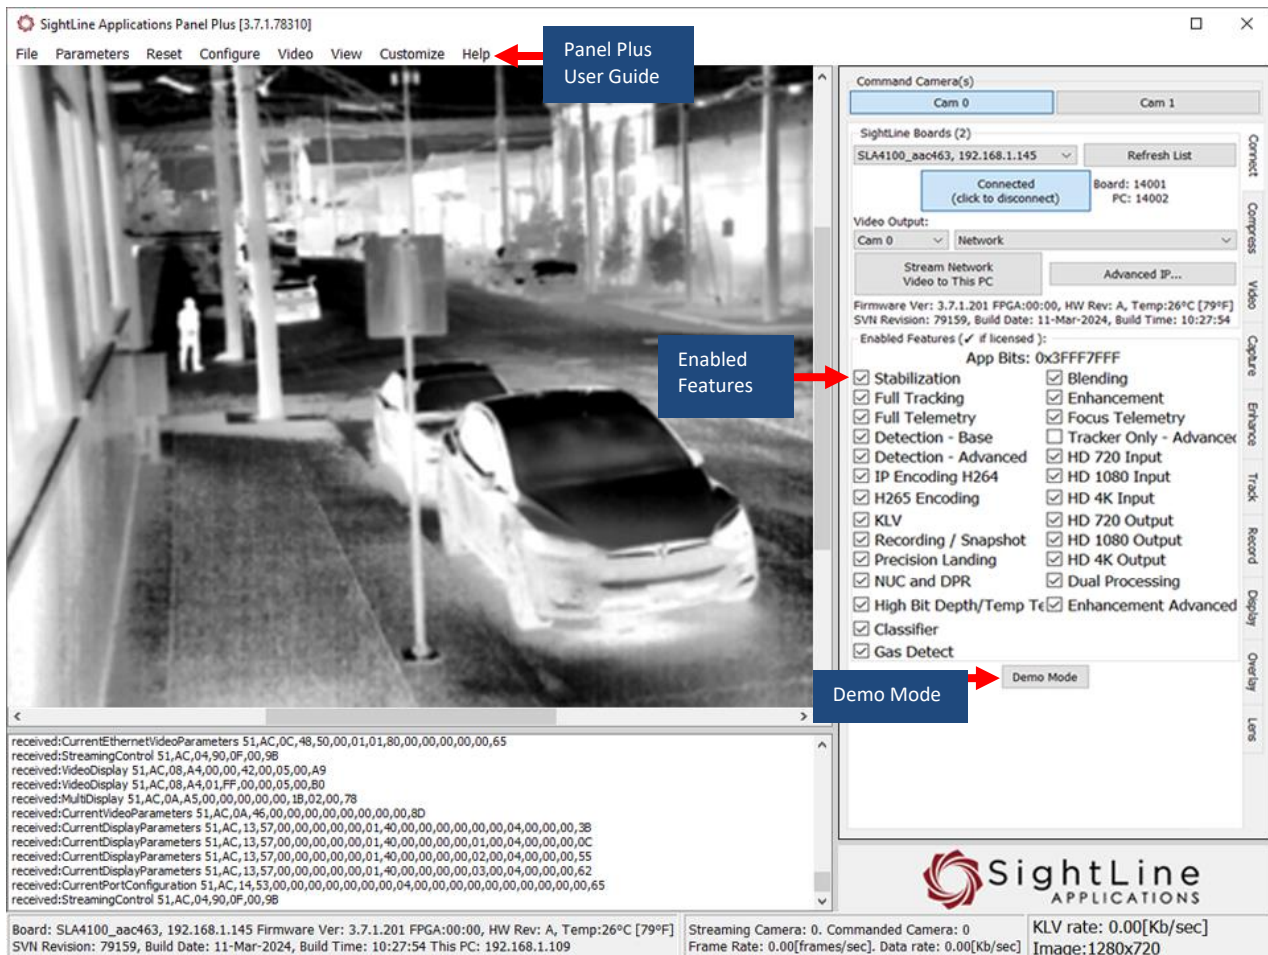 SightLine Applications Panel Plus [3.7.1.78310]
File Parameters Reset Configure Video View Customize Help
Panel Plus
User Guide
Command Camera(s)
Cam 0 Cam 1
SightLine Boards (2)
SLA4100_aac463, 192.168.1.145 Refresh List
Connected
(click to disconnect)
Board: 14001
PC: 14002
Video Output:
Cam 0 Network
Stream Network
Video to This PC
Advanced IP...
Firmware Ver: 3.7.1.201 FPGA:00:00, HW Rev: A, Temp:26°C [79°F]
SVN Revision: 79159, Build Date: 11-Mar-2024, Build Time: 10:27:54
Enabled Features (✓ if licensed ):
App Bits: 0x3FFF7FFF
Enabled
Features
Stabilization Blending
Full Tracking Enhancement
Full Telemetry Focus Telemetry
Detection - Base Tracker Only - Advanced
Detection - Advanced HD 720 Input
IP Encoding H264 HD 1080 Input
H265 Encoding HD 4K Input
KLV HD 720 Output
Recording / Snapshot HD 1080 Output
Precision Landing HD 4K Output
NUC and DPR Dual Processing
High Bit Depth/Temp Te Enhancement Advanced
Classifier
Gas Detect
Demo Mode
Demo Mode
Connect
Compress
Video
Capture
Enhance
Track
Record
Display
Overlay
Lens
received:CurrentEthernetVideoParameters 51,AC,0C,48,50,00,01,01,80,00,00,00,00,00,65
received:StreamingControl 51,AC,04,90,0F,00,9B
received:VideoDisplay 51,AC,08,A4,00,00,42,00,05,00,A9
received:VideoDisplay 51,AC,08,A4,01,FF,00,00,05,00,B0
received:MultiDisplay 51,AC,0A,A5,00,00,00,00,00,1B,02,00,78
received:CurrentVideoParameters 51,AC,0A,46,00,00,00,00,00,00,00,00,8D
received:CurrentDisplayParameters 51,AC,13,57,00,00,00,00,00,01,40,00,00,00,00,00,00,04,00,00,00,3B
received:CurrentDisplayParameters 51,AC,13,57,00,00,00,00,00,01,40,00,00,00,00,01,00,04,00,00,00,0C
received:CurrentDisplayParameters 51,AC,13,57,00,00,00,00,00,01,40,00,00,00,00,02,00,04,00,00,00,55
received:CurrentDisplayParameters 51,AC,13,57,00,00,00,00,00,01,40,00,00,00,00,03,00,04,00,00,00,62
received:CurrentPortConfiguration 51,AC,14,53,00,00,00,00,00,00,00,04,00,00,00,00,00,00,00,00,00,00,65
received:StreamingControl 51,AC,04,90,0F,00,9B
SightLine
APPLICATIONS
Board: SLA4100_aac463, 192.168.1.145 Firmware Ver: 3.7.1.201 FPGA:00:00, HW Rev: A, Temp:26°C [79°F]
SVN Revision: 79159, Build Date: 11-Mar-2024, Build Time: 10:27:54 This PC: 192.168.1.109
Streaming Camera: 0. Commanded Camera: 0
Frame Rate: 0.00[frames/sec]. Data rate: 0.00[Kb/sec]
KLV rate: 0.00[Kb/sec]
Image:1280x720